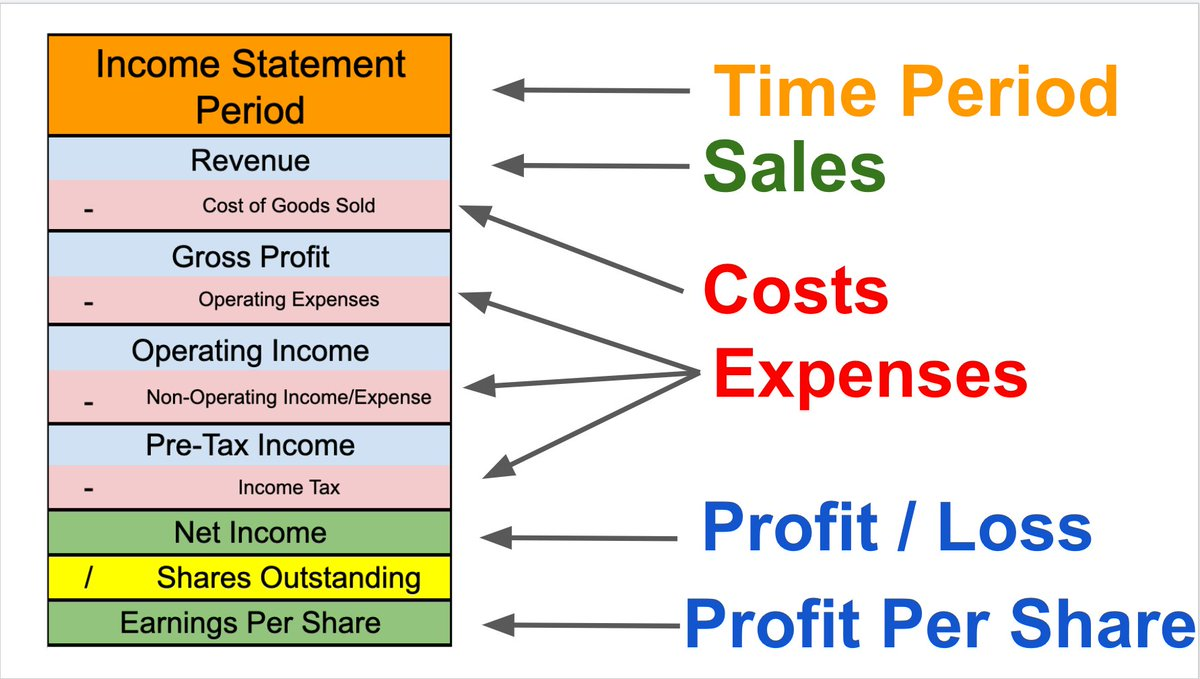 Income Statement
Period
Time Period
Revenue
Sales
- Cost of Goods Sold
Gross Profit
Costs
- Operating Expenses
Operating Income
Expenses
- Non-Operating Income/Expense
Pre-Tax Income
- Income Tax
Net Income
Profit / Loss
/ Shares Outstanding
Earnings Per Share
Profit Per Share